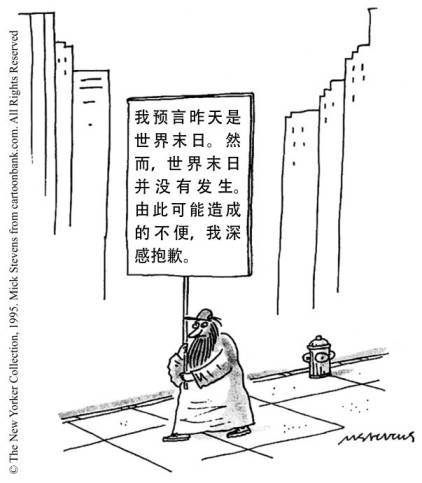 我预言昨天是
世界末日。然
而，世界末日
并没有发生。
由此可能造成
的不便，我深
感抱歉。
© The New Yorker Collection, 1995. Mick Stevens from cartoonbank.com. All Rights Reserved
MSTEVENS